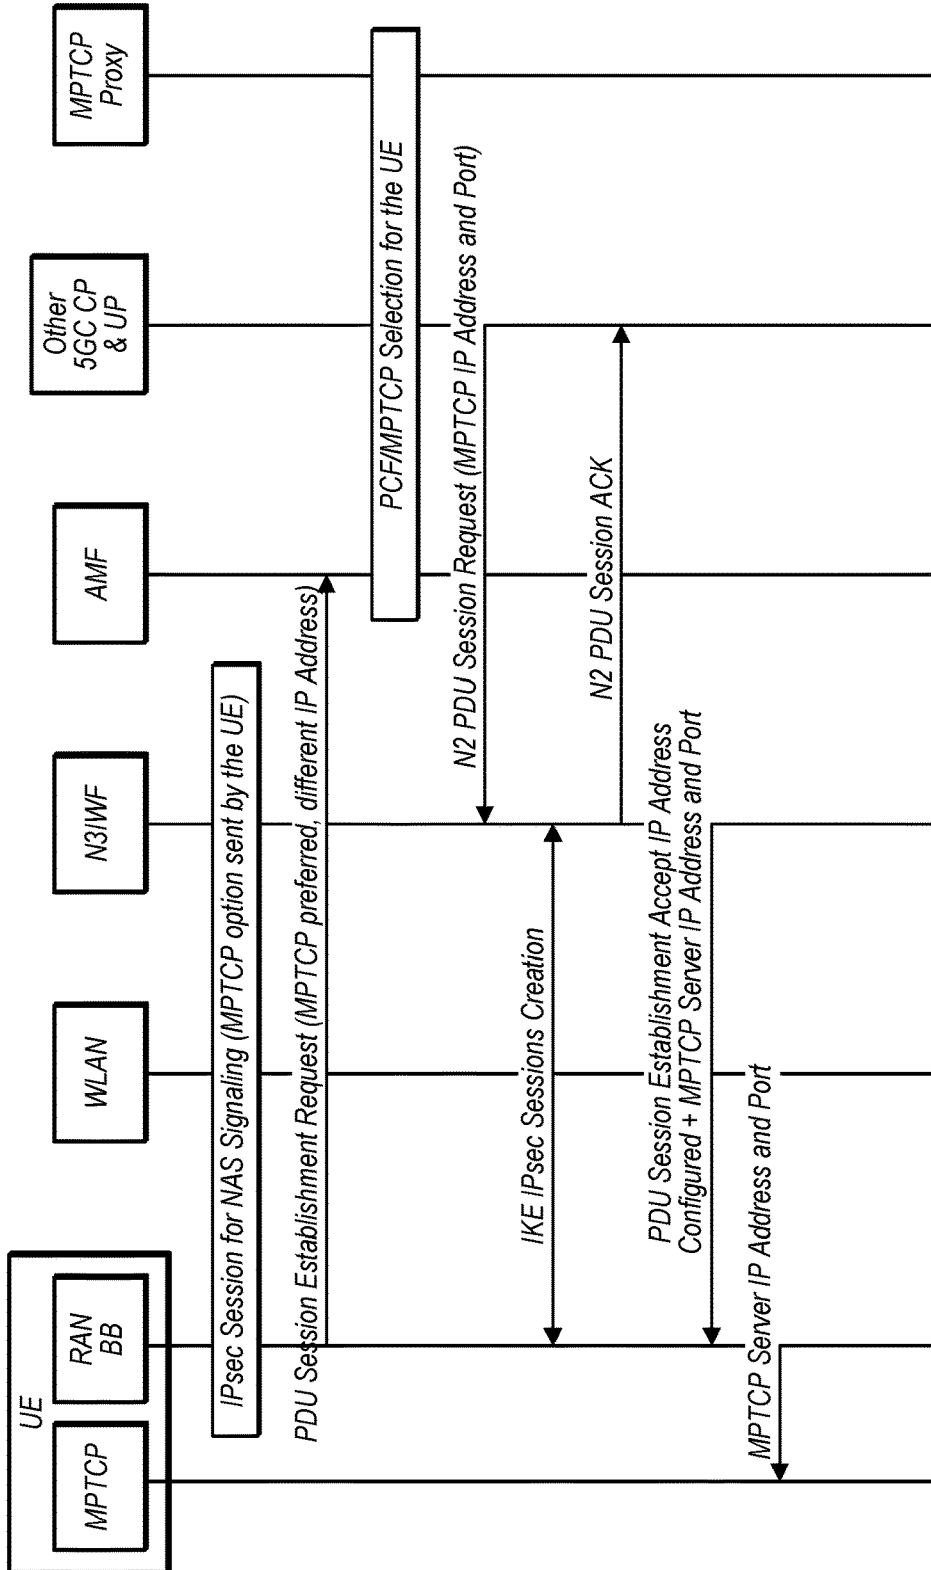 UE
MPTCP
RAN
BB
WLAN
N3IWF
AMF
Other
5GC CP
& UP
MPTCP
Proxy
IPsec Session for NAS Signaling (MPTCP option sent by the UE)
PDU Session Establishment Request (MPTCP preferred, different IP Address)
PCF/MPTCP Selection for the UE
N2 PDU Session Request (MPTCP IP Address and Port)
IKE IPsec Sessions Creation
N2 PDU Session ACK
PDU Session Establishment Accept IP Address
Configured + MPTCP Server IP Address and Port
MPTCP Server IP Address and Port